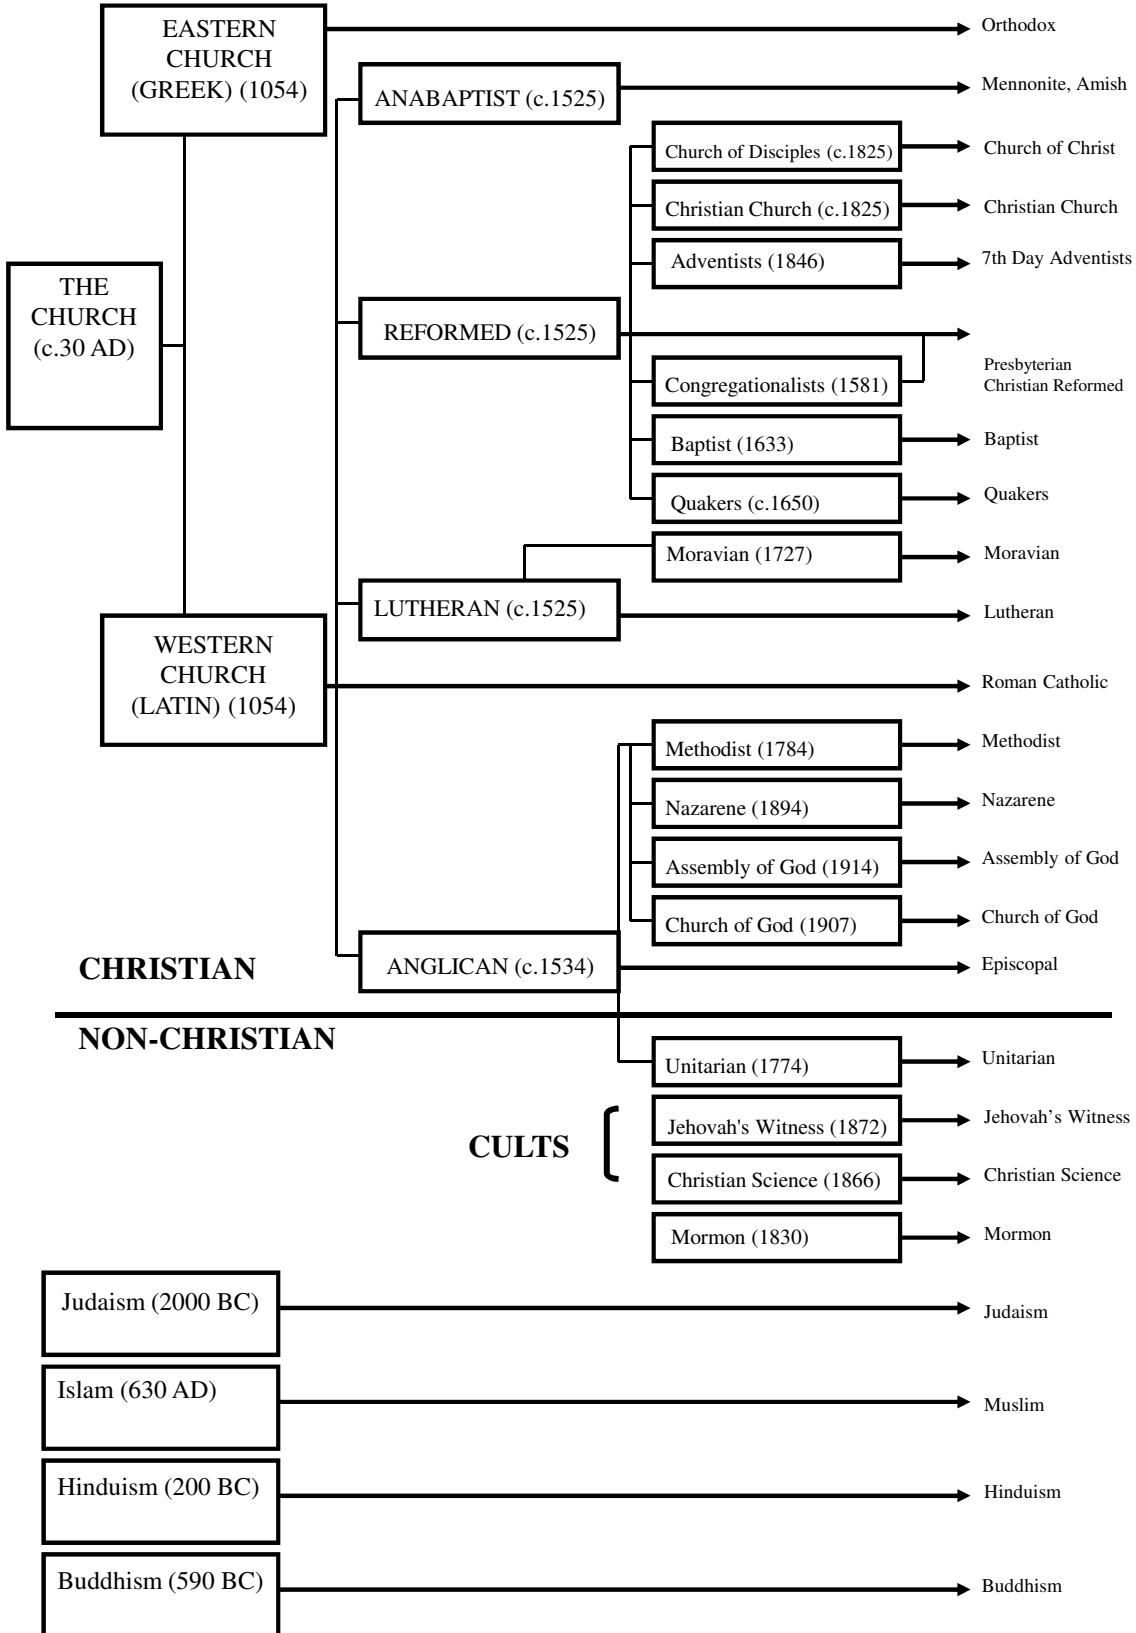 EASTERN
CHURCH
(GREEK) (1054)
Orthodox
ANABAPTIST (c.1525)
Mennonite, Amish
Church of Disciples (c.1825)
Church of Christ
Christian Church (c.1825)
Christian Church
Adventists (1846)
7th Day Adventists
THE
CHURCH
(c.30 AD)
REFORMED (c.1525)
Presbyterian
Christian Reformed
Congregationalists (1581)
Baptist (1633)
Baptist
Quakers (c.1650)
Quakers
Moravian (1727)
Moravian
LUTHERAN (c.1525)
Lutheran
WESTERN
CHURCH
(LATIN) (1054)
Roman Catholic
Methodist (1784)
Methodist
Nazarene (1894)
Nazarene
Assembly of God (1914)
Assembly of God
Church of God (1907)
Church of God
ANGLICAN (c.1534)
Episcopal
CHRISTIAN
NON-CHRISTIAN
Unitarian (1774)
Unitarian
CULTS
Jehovah's Witness (1872)
Jehovah’s Witness
Christian Science (1866)
Christian Science
Mormon (1830)
Mormon
Judaism (2000 BC)
Judaism
Islam (630 AD)
Muslim
Hinduism (200 BC)
Hinduism
Buddhism (590 BC)
Buddhism